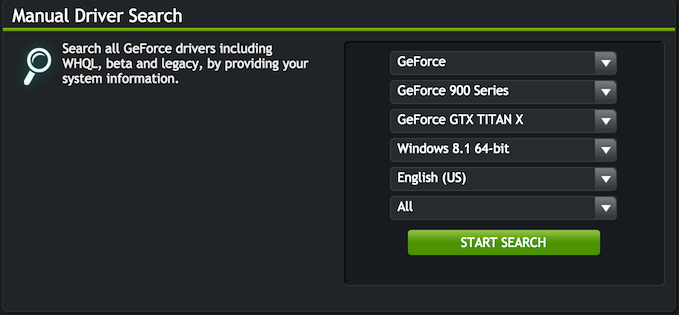 Manual Driver Search
Search all GeForce drivers including
WHQL, beta and legacy, by providing your
system information.
GeForce
GeForce 900 Series
GeForce GTX TITAN X
Windows 8.1 64-bit
English (US)
All
START SEARCH